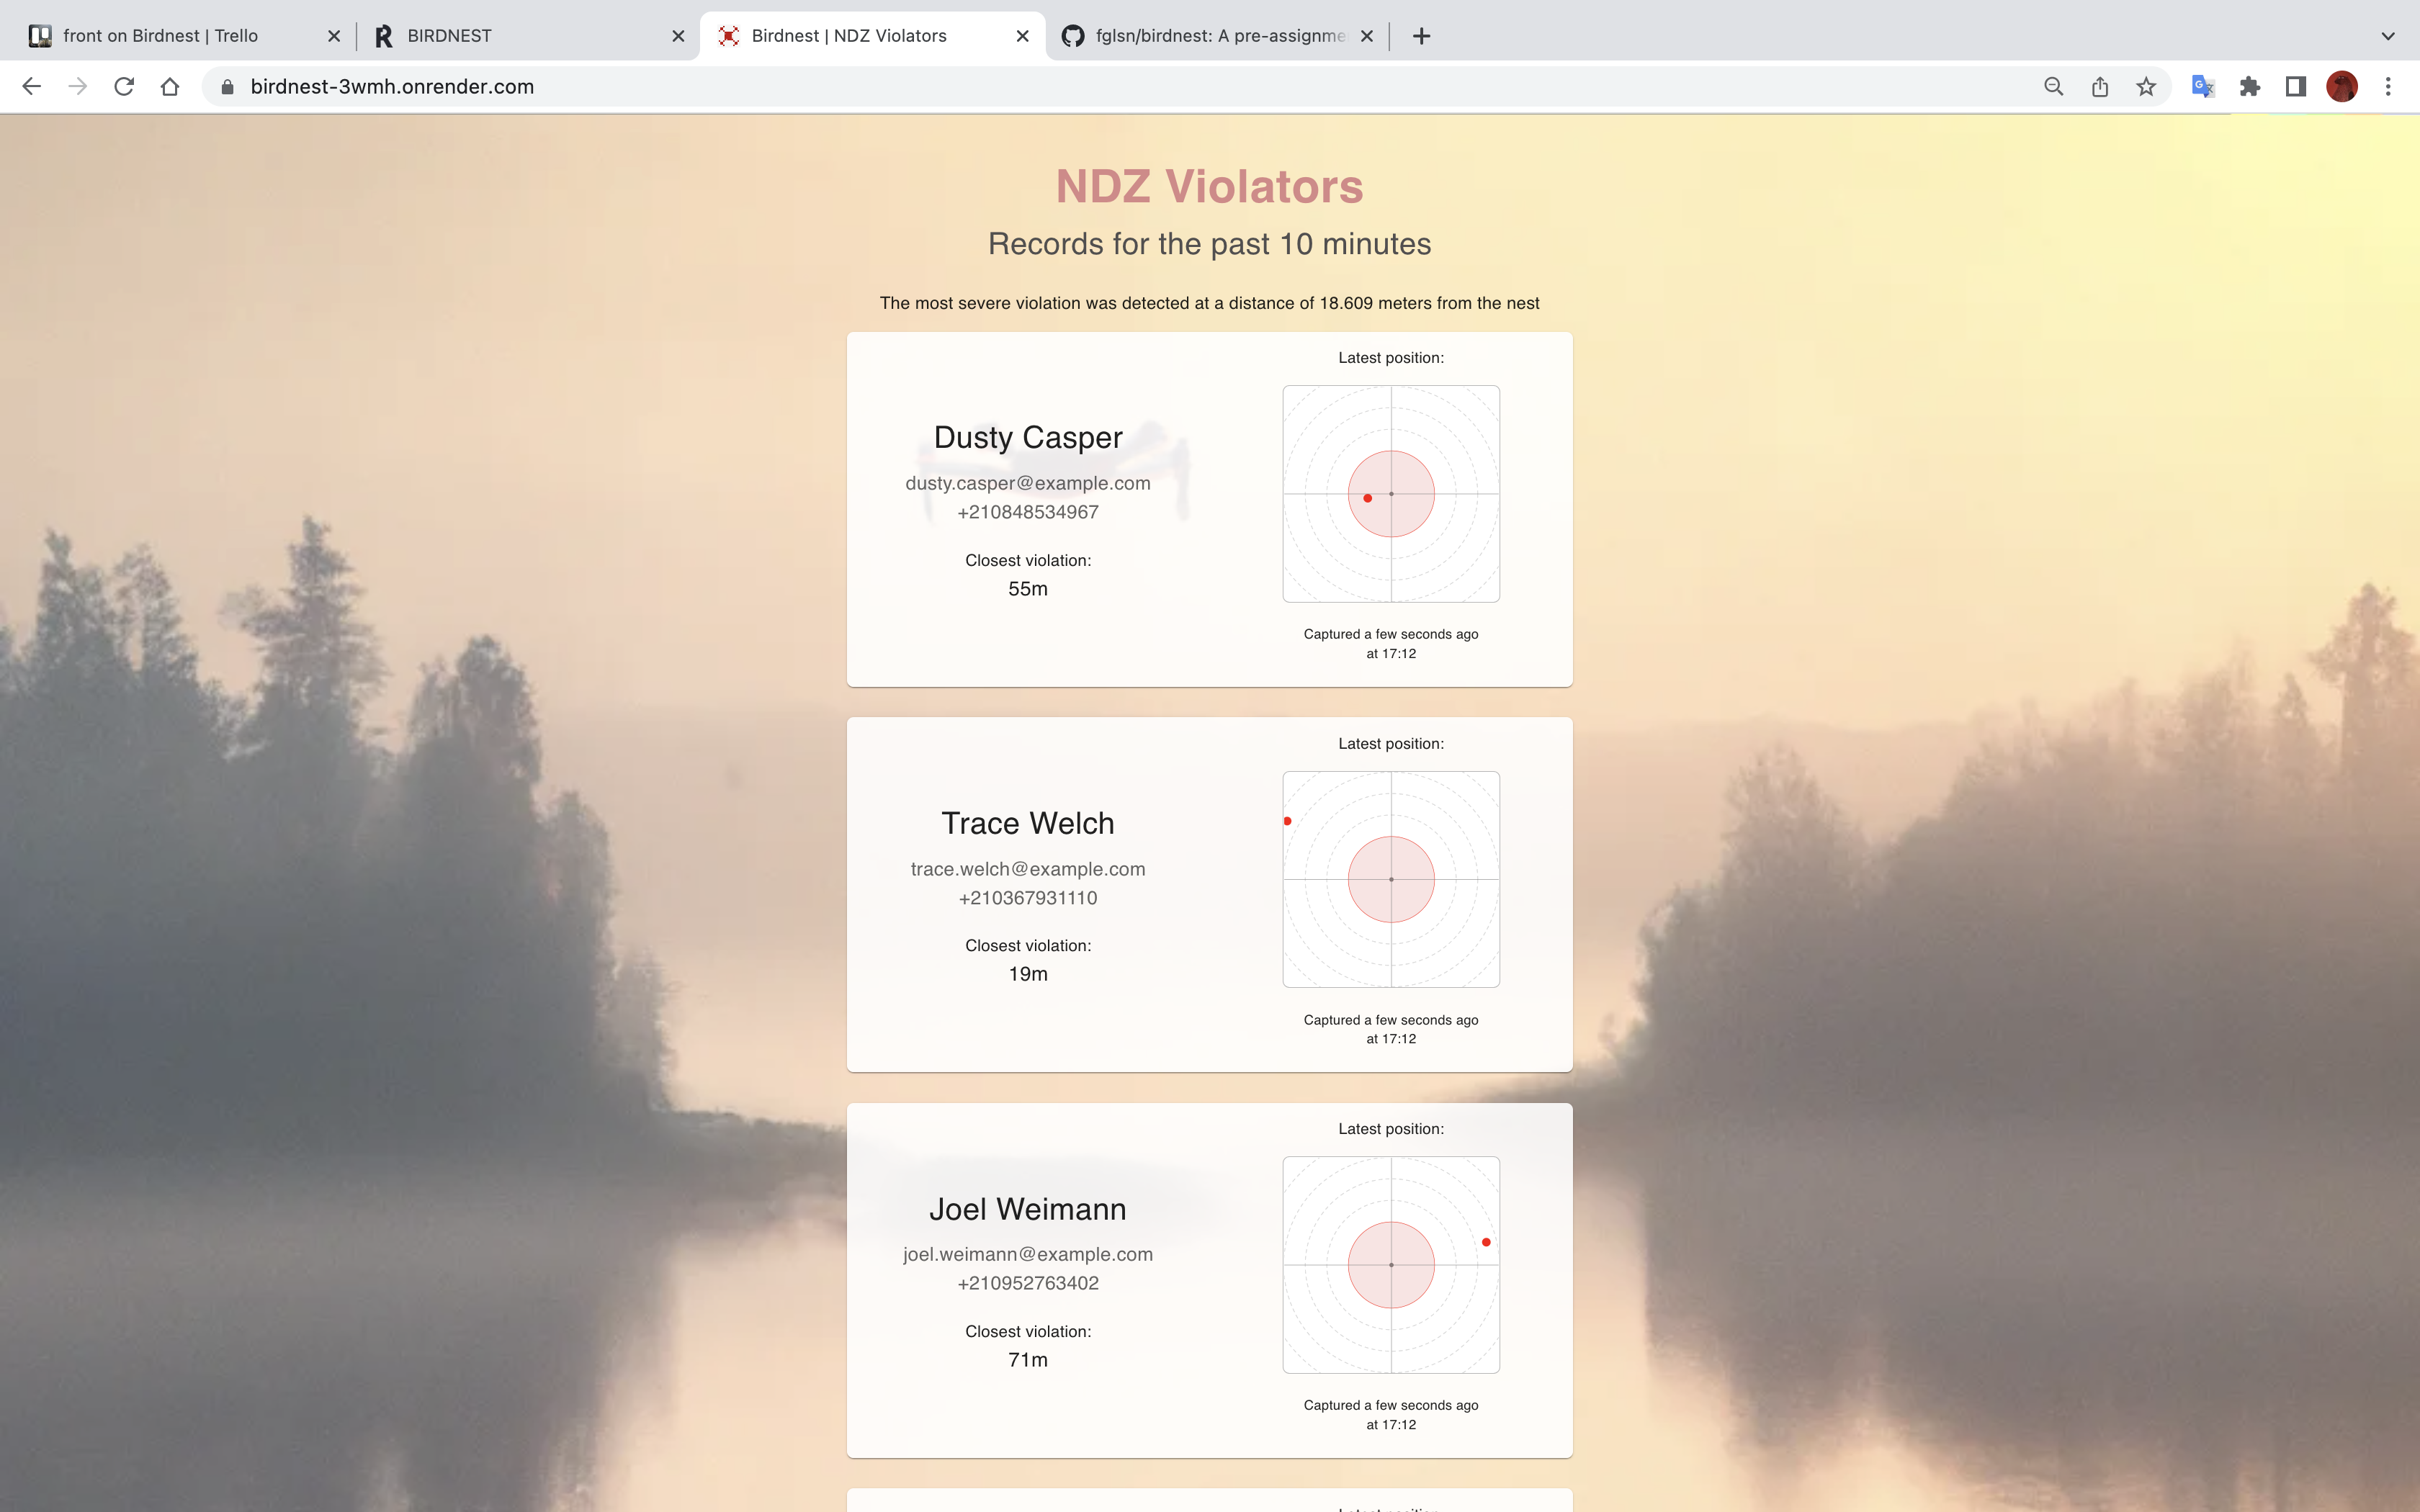 front on Birdnest | Trello
BIRDNEST
Birdnest | NDZ Violators
fglsn/birdnest: A pre-assignme
birdnest-3wmh.onrender.com
NDZ Violators
Records for the past 10 minutes
The most severe violation was detected at a distance of 18.609 meters from the nest
Dusty Casper
dusty.casper@example.com
+210848534967
Closest violation:
55m
Latest position:
Captured a few seconds ago
at 17:12
Trace Welch
trace.welch@example.com
+210367931110
Closest violation:
19m
Latest position:
Captured a few seconds ago
at 17:12
Joel Weimann
joel.weimann@example.com
+210952763402
Closest violation:
71m
Latest position:
Captured a few seconds ago
at 17:12